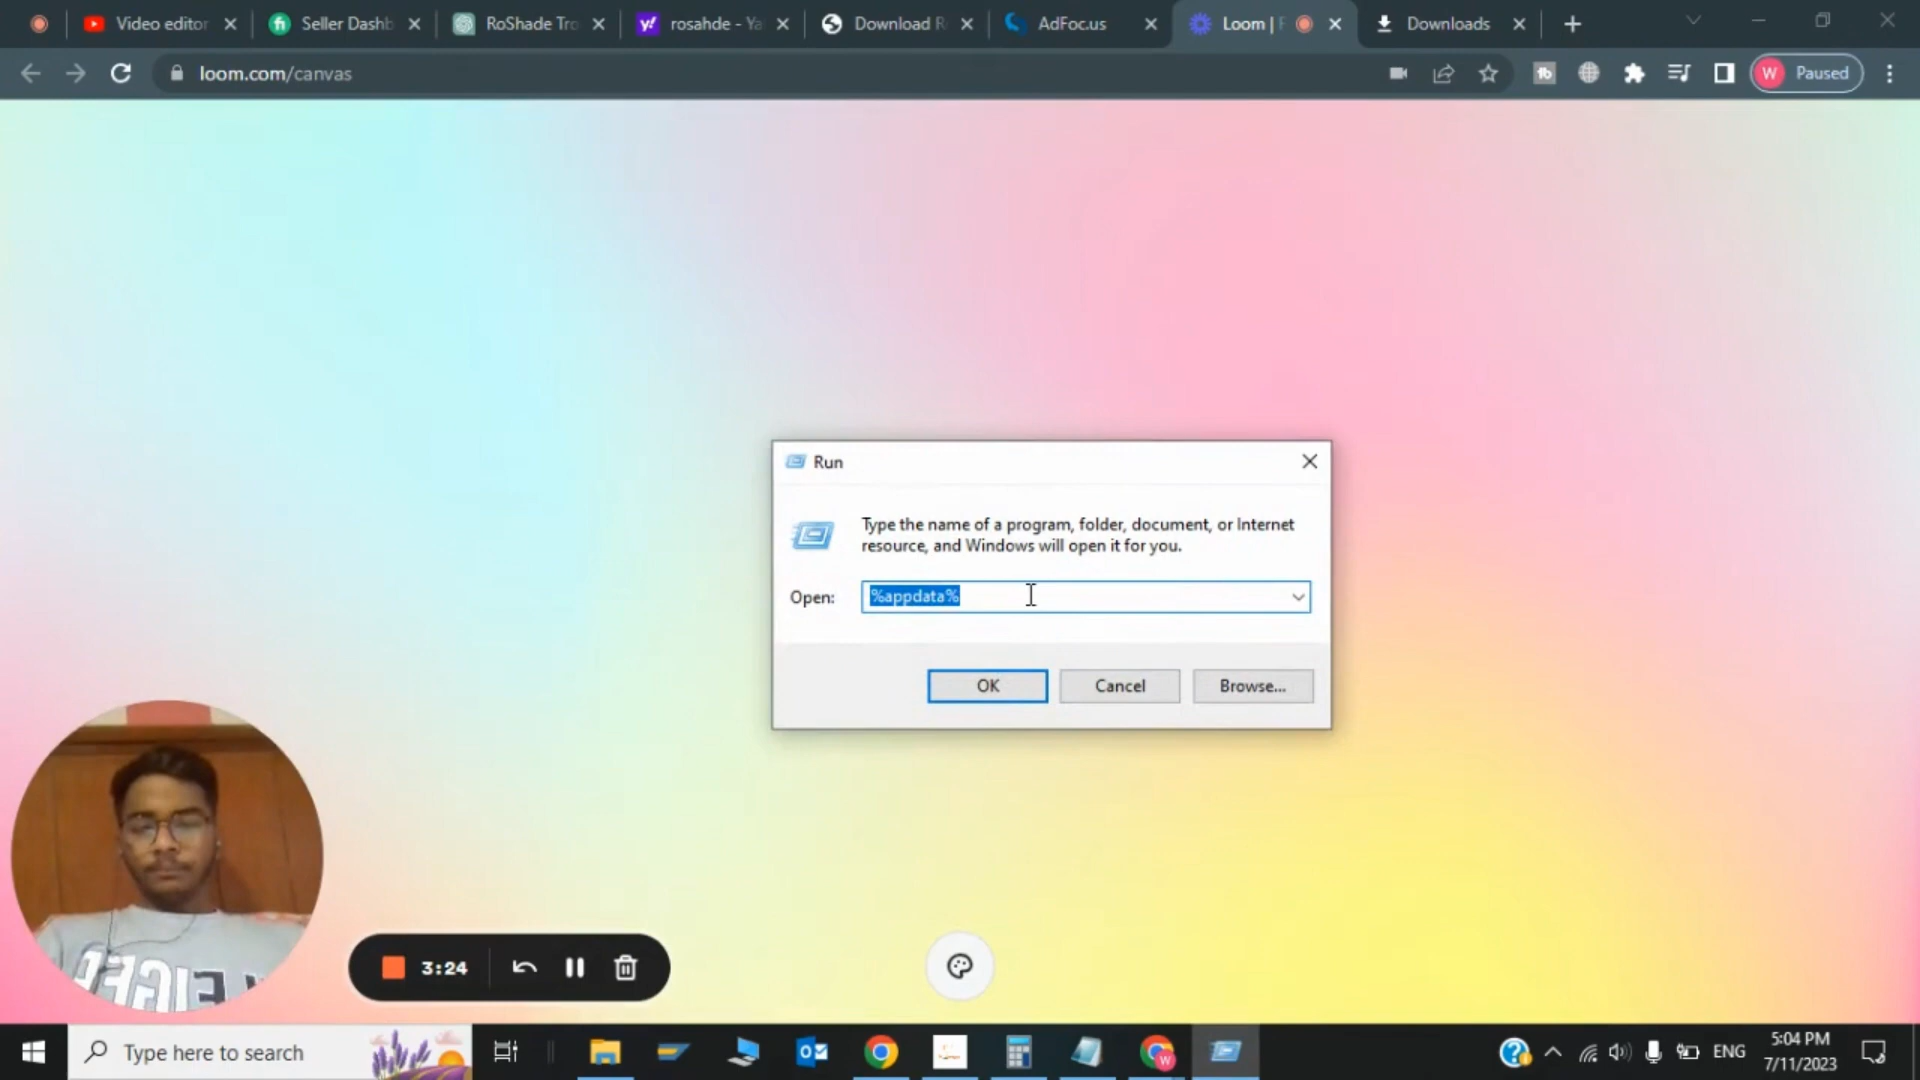 Video editor
Seller Dashb
RoShade Tro
rosahde - Ya
Download R
AdFoc.us
Loom | F
Downloads
loom.com/canvas
W
Paused
Run
Type the name of a program, folder, document, or Internet
resource, and Windows will open it for you.
Open:
%appdata%
OK
Cancel
Browse...
3:24
Type here to search
ENG
5:04 PM
7/11/2023